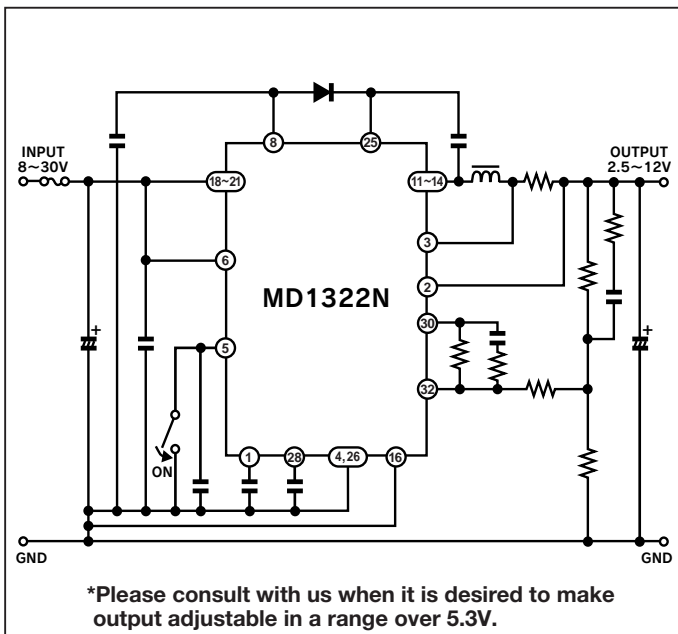 8
25
INPUT
8~30V
OUTPUT
2.5~12V
18~21
11~14
3
6
MD1322N
2
30
5
32
ON
1
28
4,26
16
+
+
GND
GND
*Please consult with us when it is desired to make
output adjustable in a range over 5.3V.